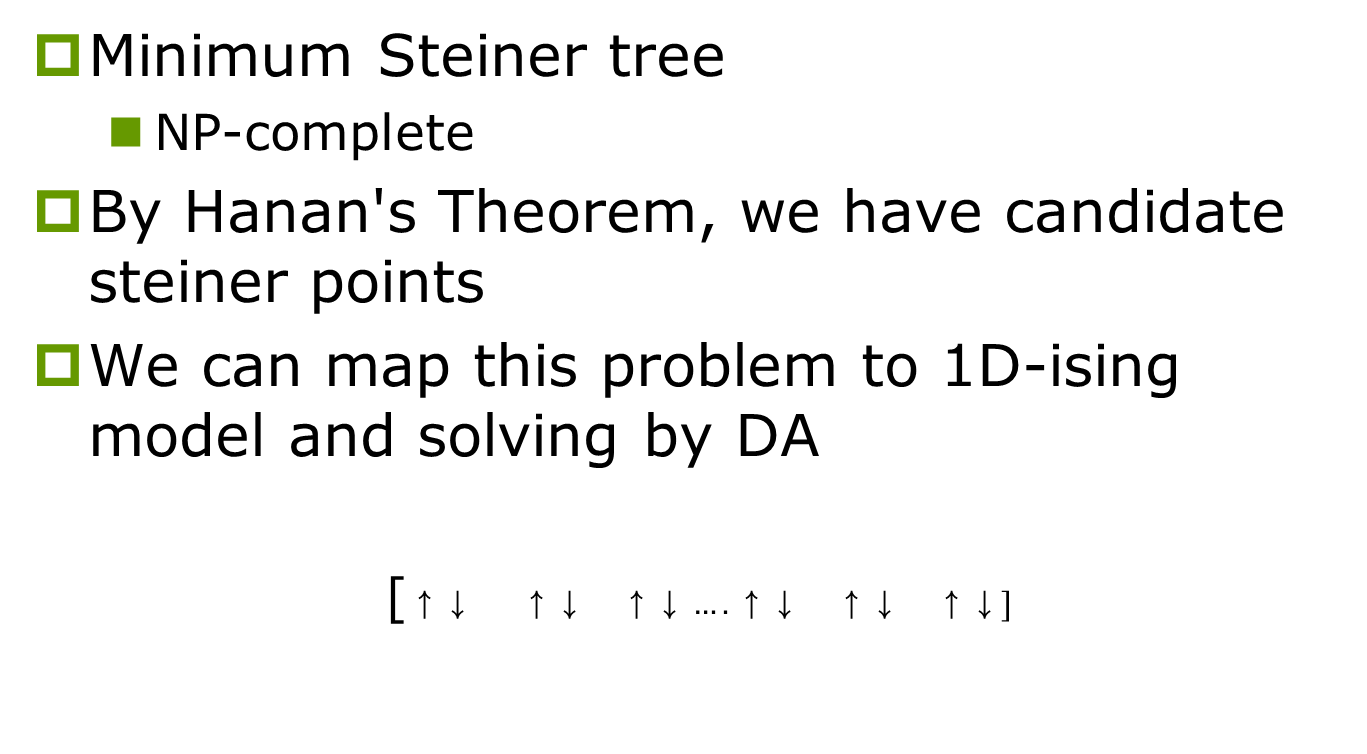 Minimum Steiner tree
NP-complete
By Hanan's Theorem, we have candidate
steiner points
We can map this problem to 1D-ising
model and solving by DA
[↑↓ ↑↓ ↑↓….↑↓ ↑↓ ↑↓]